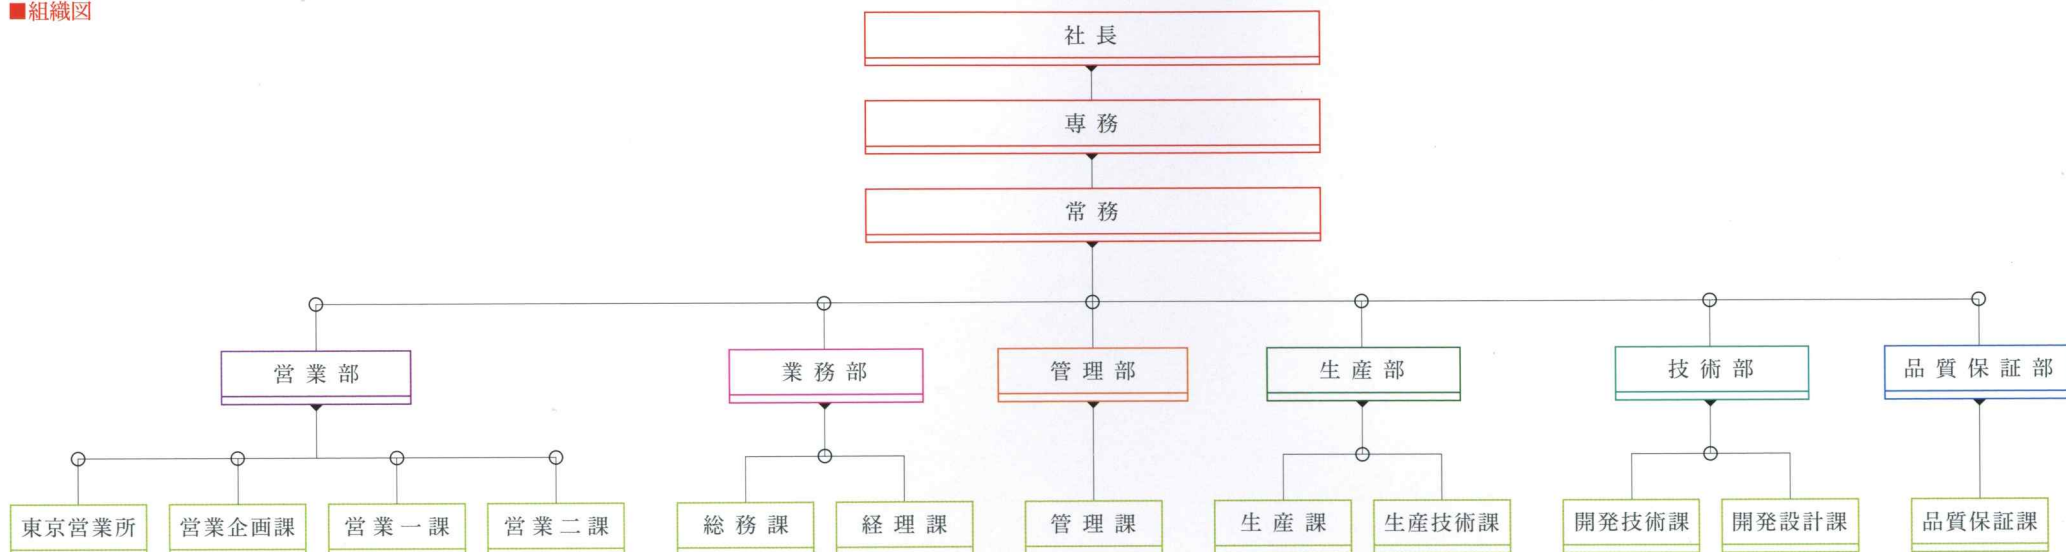 ■組織図
社長
専務
常務
営業部
業務部
管理部
生産部
技術部
品質保証部
東京営業所
営業企画課
営業一課
営業二課
総務課
経理課
管理課
生産課
生産技術課
開発技術課
開発設計課
品質保証課